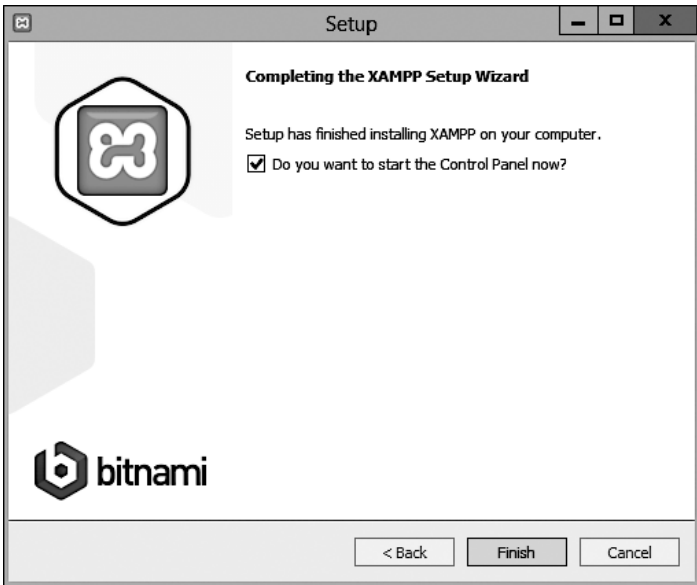 Setup
Completing the XAMPP Setup Wizard
Setup has finished installing XAMPP on your computer.
Do you want to start the Control Panel now?
bitnami
< Back Finish Cancel